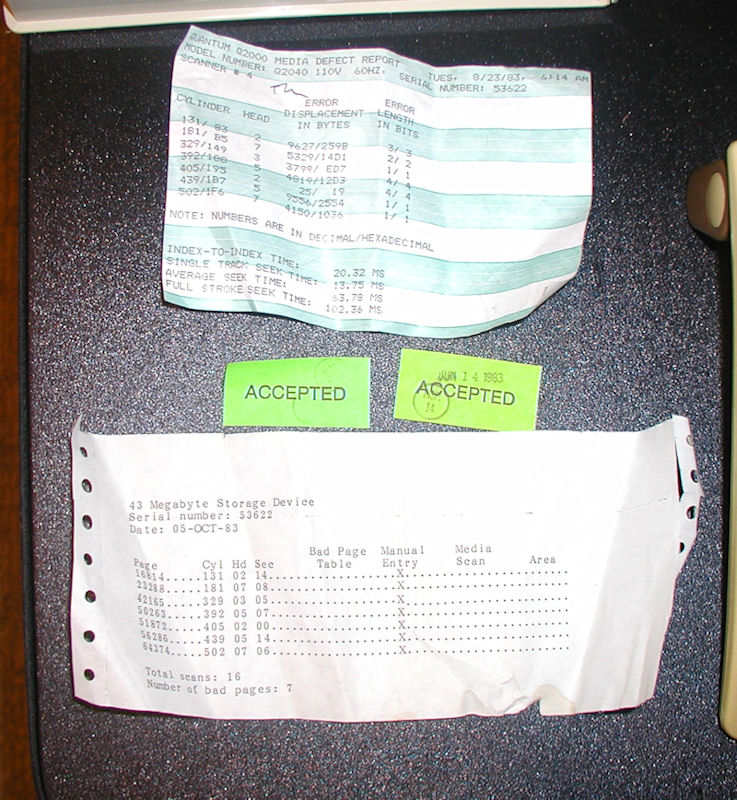 QUANTUM Q2000 MEDIA DEFECT REPORT TUES, 8/23/83, 6:14 AM
MODEL NUMBER: Q2040 110V 60HZ. SERIAL NUMBER: 53622
SCANNER # 4
ERROR ERROR
CYLINDER HEAD DISPLACEMENT LENGTH
IN BYTES IN BITS
131/ 83 2 9627/259B 3/ 3
181/ B5 7 5329/14D1 2/ 2
329/149 3 3799/ ED7 1/ 1
392/188 5 4819/12D3 4/ 4
405/195 2 25/ 19 4/ 4
439/1B7 5 9556/2554 1/ 1
502/1F6 7 4150/1036 1/ 1
NOTE: NUMBERS ARE IN DECIMAL/HEXADECIMAL
INDEX-TO-INDEX TIME: 20.32 MS
SINGLE TRACK SEEK TIME: 13.75 MS
AVERAGE SEEK TIME: 63.78 MS
FULL STROKE SEEK TIME: 102.36 MS
ACCEPTED
JUN 14 1983
ACCEPTED
14
43 Megabyte Storage Device
Serial number: 53622
Date: 05-OCT-83
Bad Page Manual Media
Page Cyl Hd Sec Table Entry Scan Area
16814.....131 02 14..................X.......................
23288.....181 07 08..................X.......................
42165.....329 03 05..................X.......................
50263.....392 05 07..................X.......................
51872.....405 02 00..................X.......................
56286.....439 05 14..................X.......................
64374.....502 07 06..................X.......................
Total scans: 16
Number of bad pages: 7